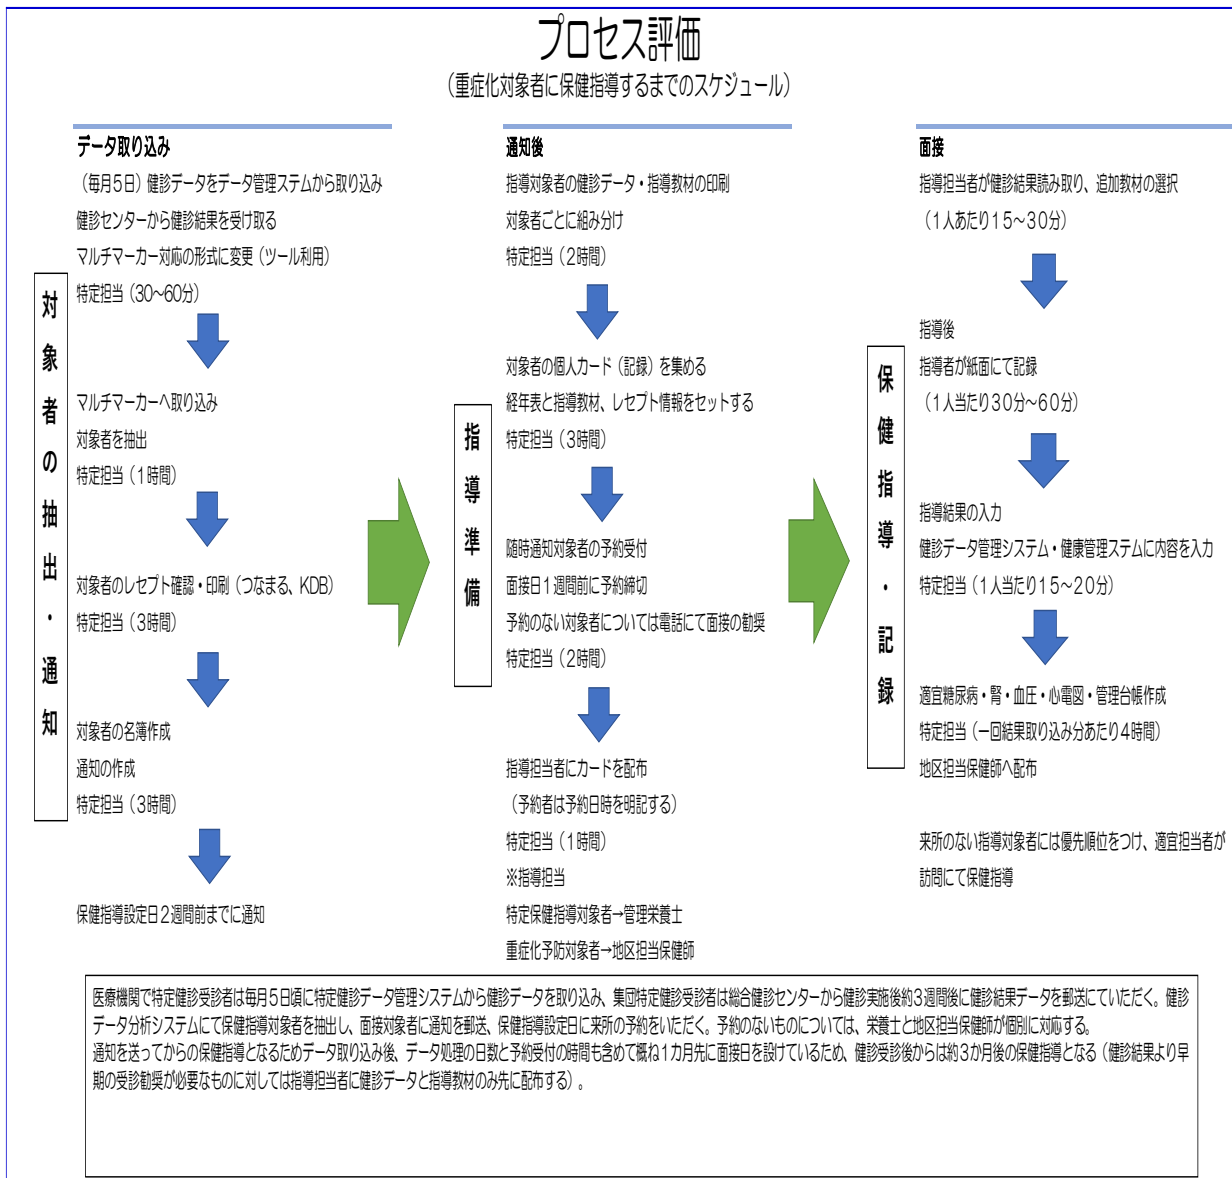 プロセス評価
（重症化対象者に保健指導するまでのスケジュール）
対象者の抽出・通知
データ取り込み
（毎月５日）健診データをデータ管理ステムから取り込み
健診センターから健診結果を受け取る
マルチマーカー対応の形式に変更（ツール利用）
特定担当（30～60分）
マルチマーカーへ取り込み
対象者を抽出
特定担当（１時間）
対象者のレセプト確認・印刷（つなまる、KDB）
特定担当（３時間）
対象者の名簿作成
通知の作成
特定担当（３時間）
保健指導設定日２週間前までに通知
指導準備
通知後
指導対象者の健診データ・指導教材の印刷
対象者ごとに組み分け
特定担当（２時間）
対象者の個人カード（記録）を集める
経年表と指導教材、レセプト情報をセットする
特定担当（３時間）
随時通知対象者の予約受付
面接日１週間前に予約締切
予約のない対象者については電話にて面接の勧奨
特定担当（２時間）
指導担当者にカードを配布
（予約者は予約日時を明記する）
特定担当（１時間）
※指導担当
特定保健指導対象者→管理栄養士
重症化予防対象者→地区担当保健師
保健指導・記録
面接
指導担当者が健診結果読み取り、追加教材の選択
（１人あたり１５～３０分）
指導後
指導者が紙面にて記録
（１人当たり３０分～６０分）
指導結果の入力
健診データ管理システム・健康管理ステムに内容を入力
特定担当（１人当たり１５～２０分）
適宜糖尿病・腎・血圧・心電図・管理台帳作成
特定担当（一回結果取り込み分あたり４時間）
地区担当保健師へ配布
来所のない指導対象者には優先順位をつけ、適宜担当者が
訪問にて保健指導
医療機関で特定健診受診者は毎月５日頃に特定健診データ管理システムから健診データを取り込み、集団特定健診受診者は総合健診センターから健診実施後約３週間後に健診結果データを郵送にていただく。健診
データ分析システムにて保健指導対象者を抽出し、面接対象者に通知を郵送、保健指導設定日に来所の予約をいただく。予約のないものについては、栄養士と地区担当保健師が個別に対応する。
通知を送ってからの保健指導となるためデータ取り込み後、データ処理の日数と予約受付の時間も含めて概ね１カ月先に面接日を設けているため、健診受診後からは約３か月後の保健指導となる（健診結果より早
期の受診勧奨が必要なものに対しては指導担当者に健診データと指導教材のみ先に配布する）。